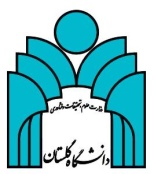 وزارت علوم، تحقیقات و فناوری
دانشگاه گلستان